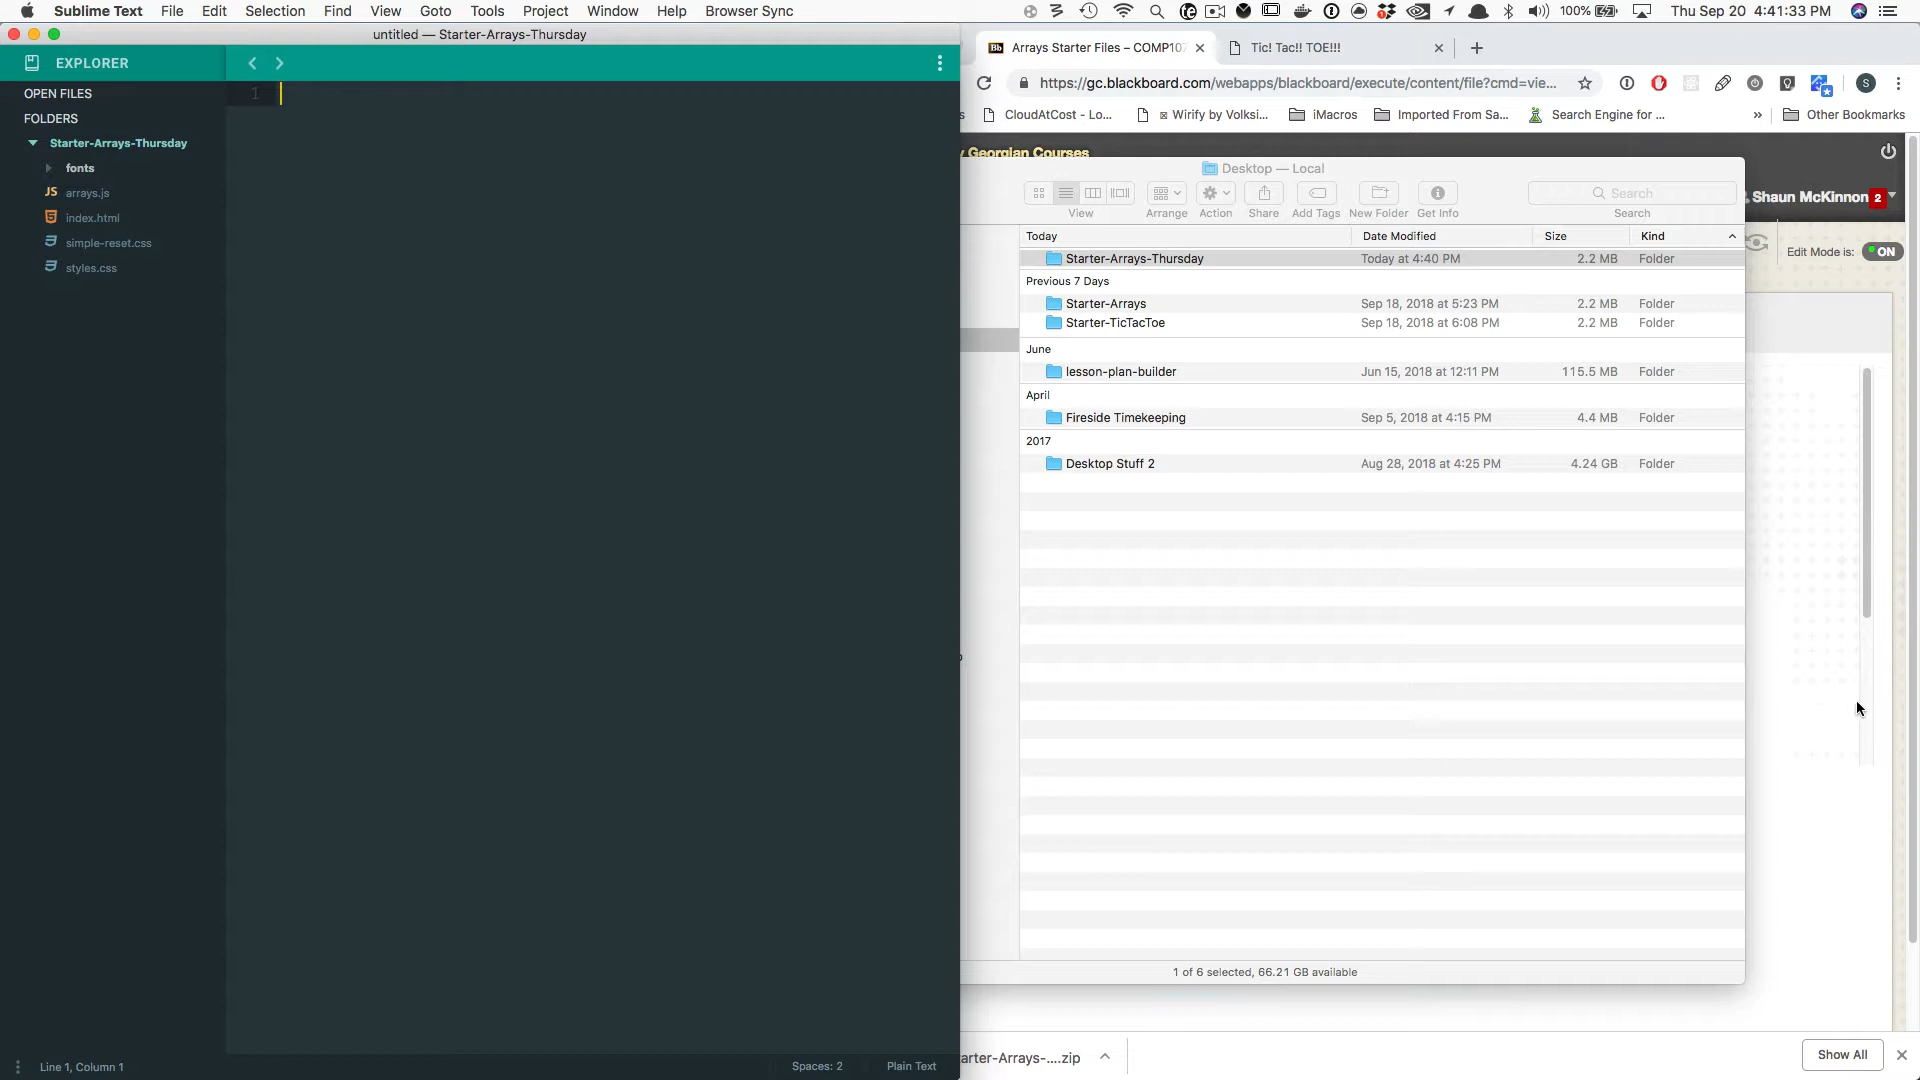 Sublime Text File Edit Selection Find View Goto Tools Project Window Help Browser Sync 100% Thu Sep 20 4:41:33 PM
untitled — Starter-Arrays-Thursday
EXPLORER
OPEN FILES
FOLDERS
Starter-Arrays-Thursday
fonts
JS arrays.js
index.html
simple-reset.css
styles.css
1
Line 1, Column 1 Spaces: 2 Plain Text
Bb Arrays Starter Files – COMP10 Tic! Tac!! TOE!!!
https://gc.blackboard.com/webapps/blackboard/execute/content/file?cmd=vie... S
CloudAtCost - Lo... Wirify by Volksi... iMacros Imported From Sa... Search Engine for ... » Other Bookmarks
Georgian Courses
Shaun McKinnon 2
Edit Mode is: ON
Desktop — Local
View Arrange Action Share Add Tags New Folder Get Info Search
Search
Today Date Modified Size Kind
Starter-Arrays-Thursday Today at 4:40 PM 2.2 MB Folder
Previous 7 Days
Starter-Arrays Sep 18, 2018 at 5:23 PM 2.2 MB Folder
Starter-TicTacToe Sep 18, 2018 at 6:08 PM 2.2 MB Folder
June
lesson-plan-builder Jun 15, 2018 at 12:11 PM 115.5 MB Folder
April
Fireside Timekeeping Sep 5, 2018 at 4:15 PM 4.4 MB Folder
2017
Desktop Stuff 2 Aug 28, 2018 at 4:25 PM 4.24 GB Folder
1 of 6 selected, 66.21 GB available
arter-Arrays-....zip Show All